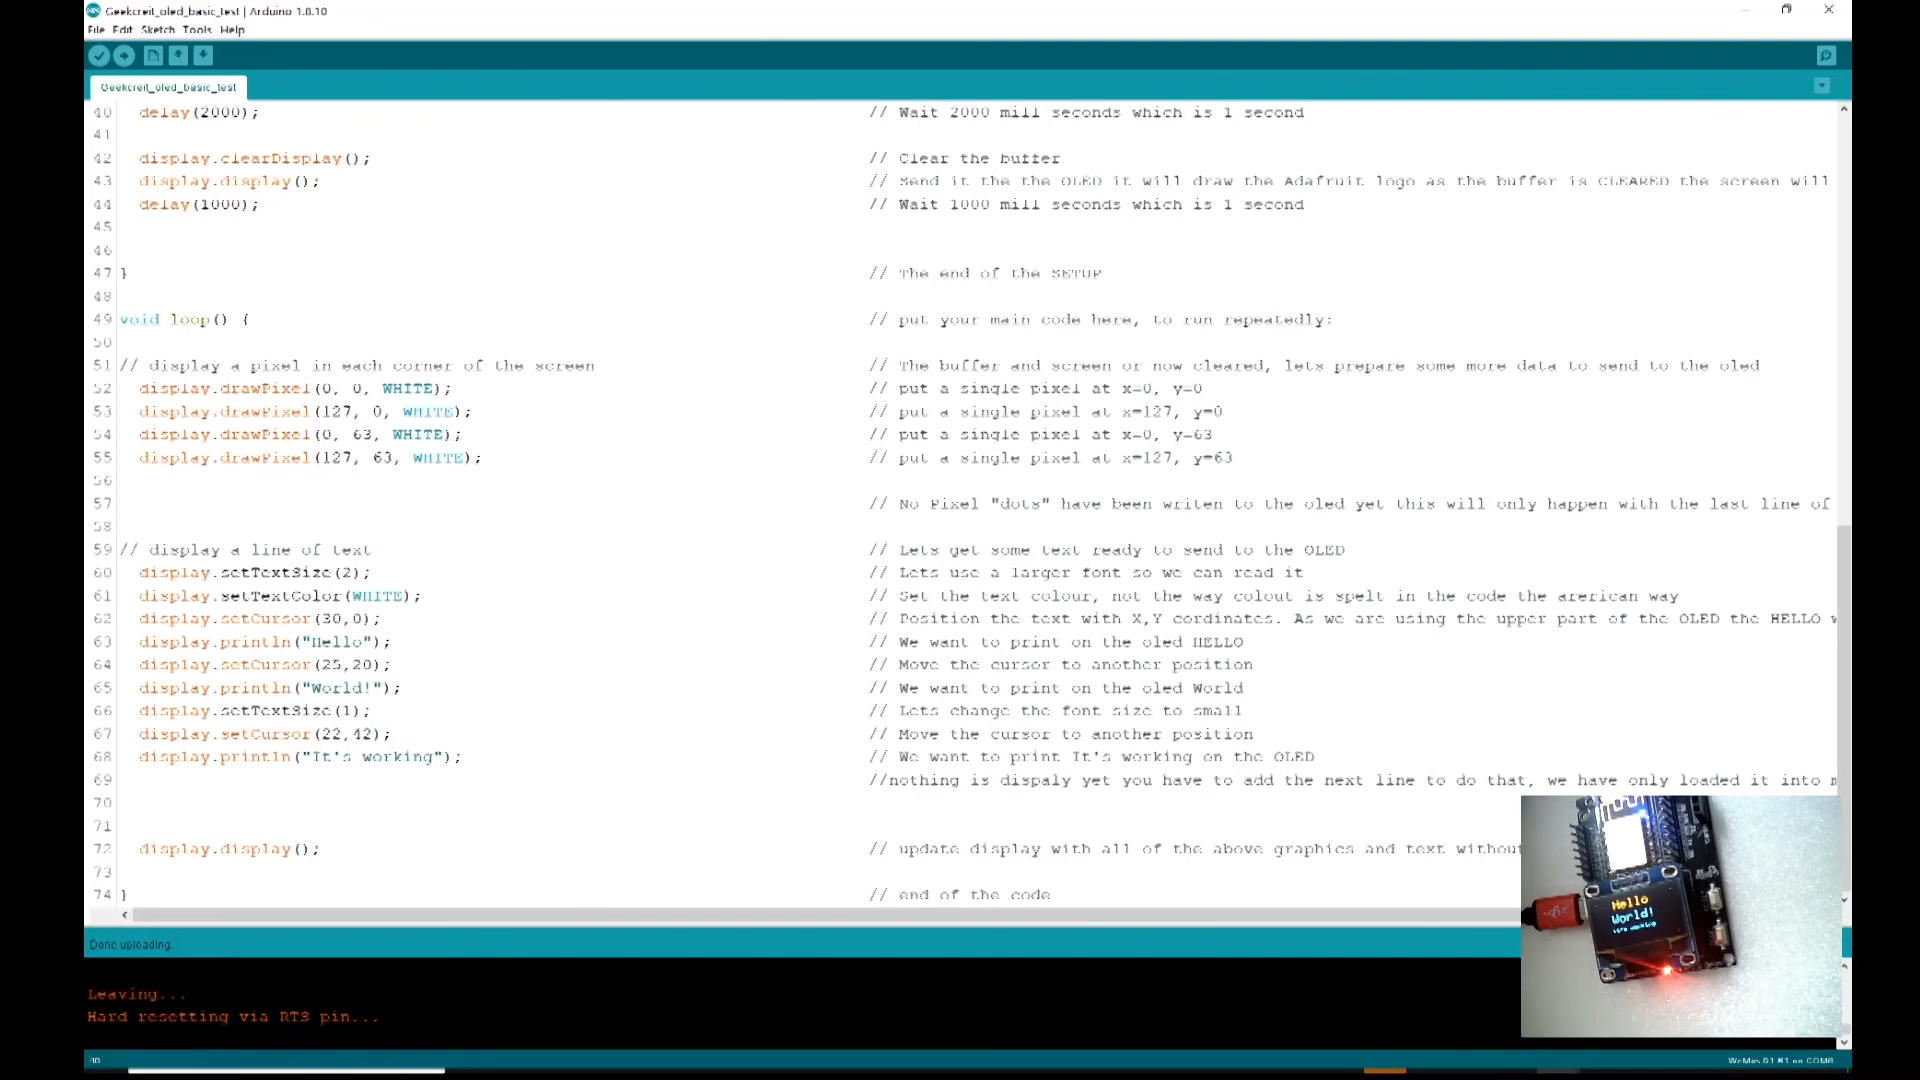 Geekcreit_oled_basic_test | Arduino 1.8.10
File Edit Sketch Tools Help
Geekcreit_oled_basic_test
40 delay(2000); // Wait 2000 mill seconds which is 1 second
41
42 display.clearDisplay(); // Clear the buffer
43 display.display(); // Send it the the OLED it will draw the Adafruit logo as the buffer is CLEARED the screen will
44 delay(1000); // Wait 1000 mill seconds which is 1 second
45
46
47 } // The end of the SETUP
48
49 void loop() { // put your main code here, to run repeatedly:
50
51 // display a pixel in each corner of the screen // The buffer and screen or now cleared, lets prepare some more data to send to the oled
52 display.drawPixel(0, 0, WHITE); // put a single pixel at x=0, y=0
53 display.drawPixel(127, 0, WHITE); // put a single pixel at x=127, y=0
54 display.drawPixel(0, 63, WHITE); // put a single pixel at x=0, y=63
55 display.drawPixel(127, 63, WHITE); // put a single pixel at x=127, y=63
56
57 // No Pixel "dots" have been writen to the oled yet this will only happen with the last line of
58
59 // display a line of text // Lets get some text ready to send to the OLED
60 display.setTextSize(2); // Lets use a larger font so we can read it
61 display.setTextColor(WHITE); // Set the text colour, not the way colout is spelt in the code the arerican way
62 display.setCursor(30,0); // Position the text with X,Y cordinates. As we are using the upper part of the OLED the HELLO w
63 display.println("Hello"); // We want to print on the oled HELLO
64 display.setCursor(25,20); // Move the cursor to another position
65 display.println("World!"); // We want to print on the oled World
66 display.setTextSize(1); // Lets change the font size to small
67 display.setCursor(22,42); // Move the cursor to another position
68 display.println("It's working"); // We want to print It's working on the OLED
69 //nothing is dispaly yet you have to add the next line to do that, we have only loaded it into m
70
71
72 display.display(); // update display with all of the above graphics and text withou
73
74 } // end of the code
Hello
World!
It's working
Done uploading.
Leaving...
Hard resetting via RTS pin...
40
WeMos D1 R1 on COM8